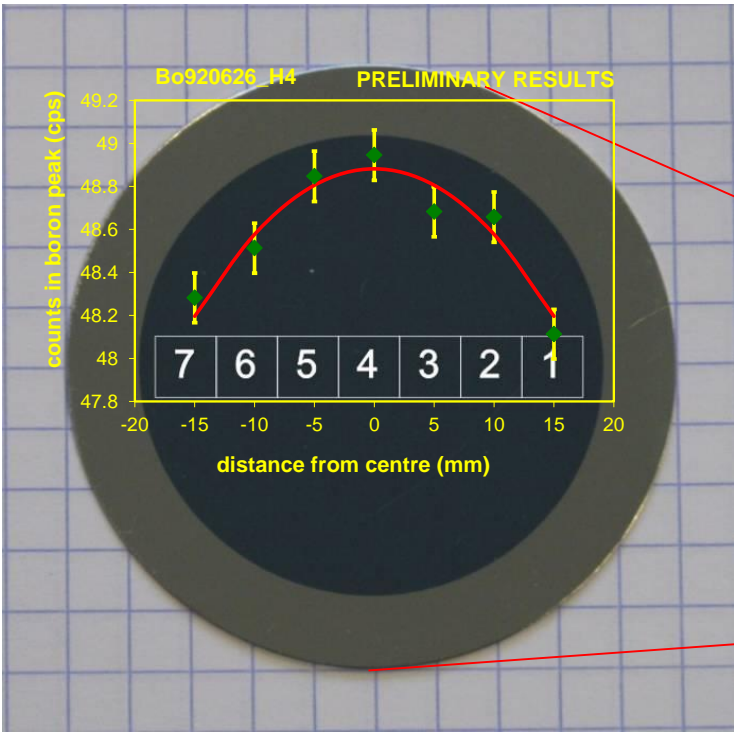 Bo920626_H4 PRELIMINARY RESULTS
counts in boron peak (cps)
49.2
49
48.8
48.6
48.4
48.2
48
47.8
7 6 5 4 3 2 1
-20 -15 -10 -5 0 5 10 15 20
distance from centre (mm)